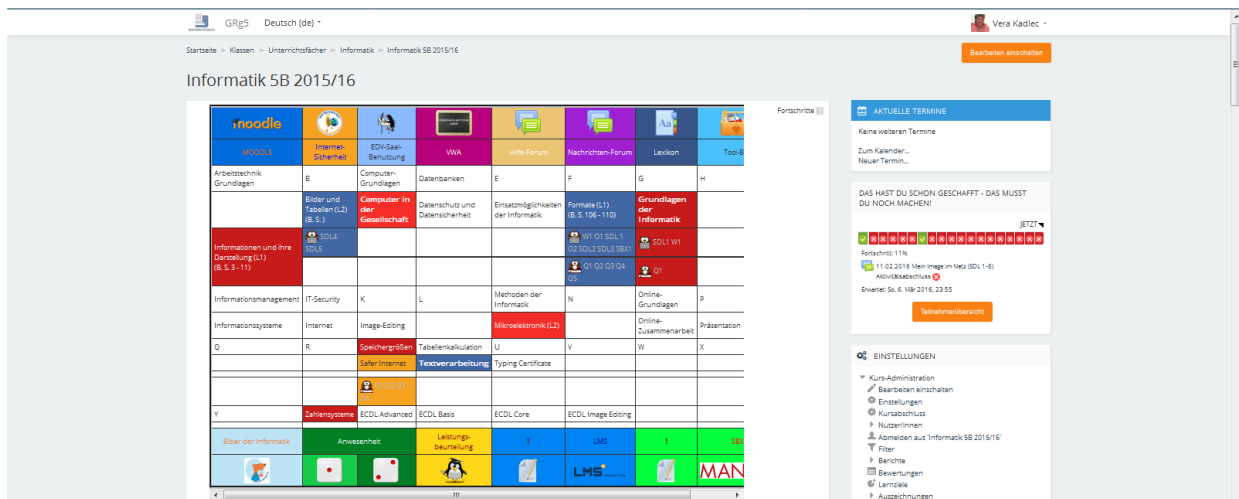 GRg5 Deutsch (de)
Vera Kadlec
Startseite Klassen Unterrichtsfächer Informatik Informatik 5B 2015/16
Bearbeiten einschalten
Informatik 5B 2015/16
Fortschritte
moodle
MOODLE
Internet-
Sicherheit
EDV-Saal-
Benutzung
VWA
Hilfe-Forum
Nachrichten-Forum
Aa
Lexikon
Tool-B
Arbeitstechnik
Grundlagen
B
Computer-
Grundlagen
Datenbanken
E
F
G
H
Bilder und
Tabellen (L2)
(B. S. )
Computer in
der
Gesellschaft
Datenschutz und
Datensicherheit
Einsatzmöglichkeiten
der Informatik
Formate (L1)
(B. S. 106 - 110)
Grundlagen
der
Informatik
Informationen und ihre
Darstellung (L1)
(B. S. 3 - 11)
SDL4
SDL5
W1 O1 SDL 1
O2 SDL2 SDL3 SBX1
SDL1 W1
Q1 Q2 Q3 Q4
Q5
Q1
Informationsmanagement
IT-Security
K
L
Methoden der
Informatik
N
Online-
Grundlagen
P
Informationssysteme
Internet
Image-Editing
Mikroelektronik (L2)
Online-
Zusammenarbeit
Präsentation
Q
R
Speichergrößen
Tabellenkalkulation
U
V
W
X
Safer Internet
Textverarbeitung
Typing Certificate
Y
Zahlensysteme
ECDL Advanced
ECDL Basis
ECDL Core
ECDL Image Editing
Biber der Informatik
Anwesenheit
Leistungs-
beurteilung
!
LMS
!
SBX
LMS
MAN
AKTUELLE TERMINE
Keine weiteren Termine
Zum Kalender...
Neuer Termin...
DAS HAST DU SCHON GESCHAFFT - DAS MUSST
DU NOCH MACHEN!
JETZT
Fortschritt: 11%
11.02.2016 Mein Image im Netz (SDL 1-6)
Aktivitätsabschluss
Erwartet: So, 6. Mär 2016, 23:55
Teilnehmerübersicht
EINSTELLUNGEN
Kurs-Administration
Bearbeiten einschalten
Einstellungen
Kursabschluss
Nutzer/innen
Abmelden aus 'Informatik 5B 2015/16'
Filter
Berichte
Bewertungen
Lernziele
Auszeichnungen